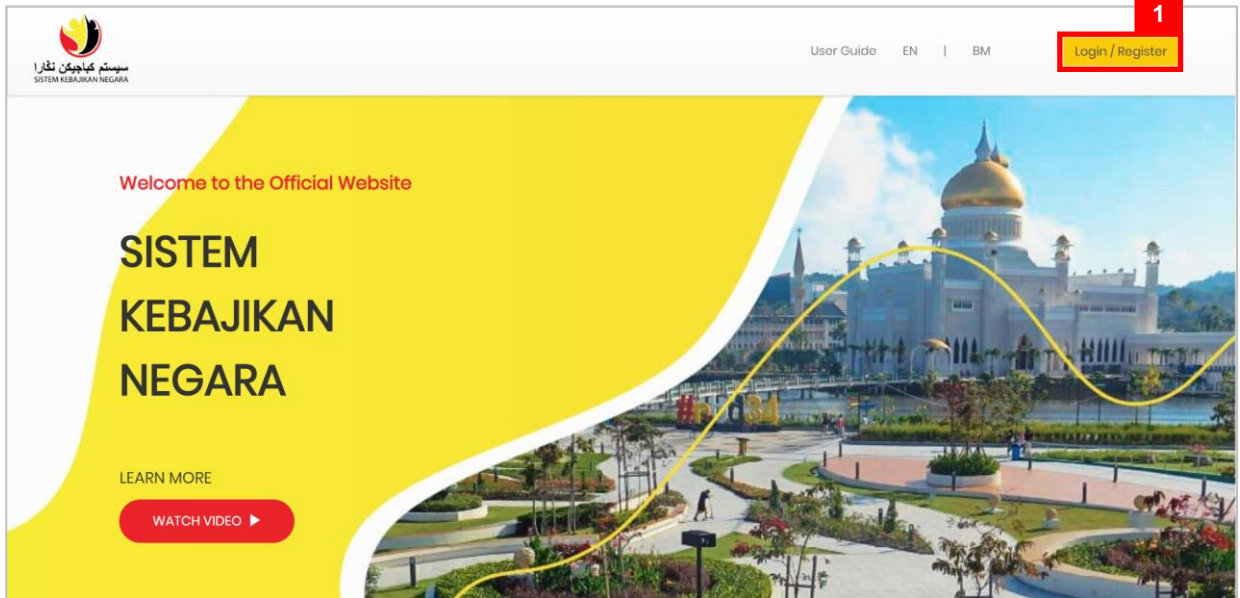 1
سيستم کباجيکن نڬارا
SISTEM KEBAJIKAN NEGARA
User Guide EN | BM Login / Register
Welcome to the Official Website
SISTEM
KEBAJIKAN
NEGARA
LEARN MORE
WATCH VIDEO